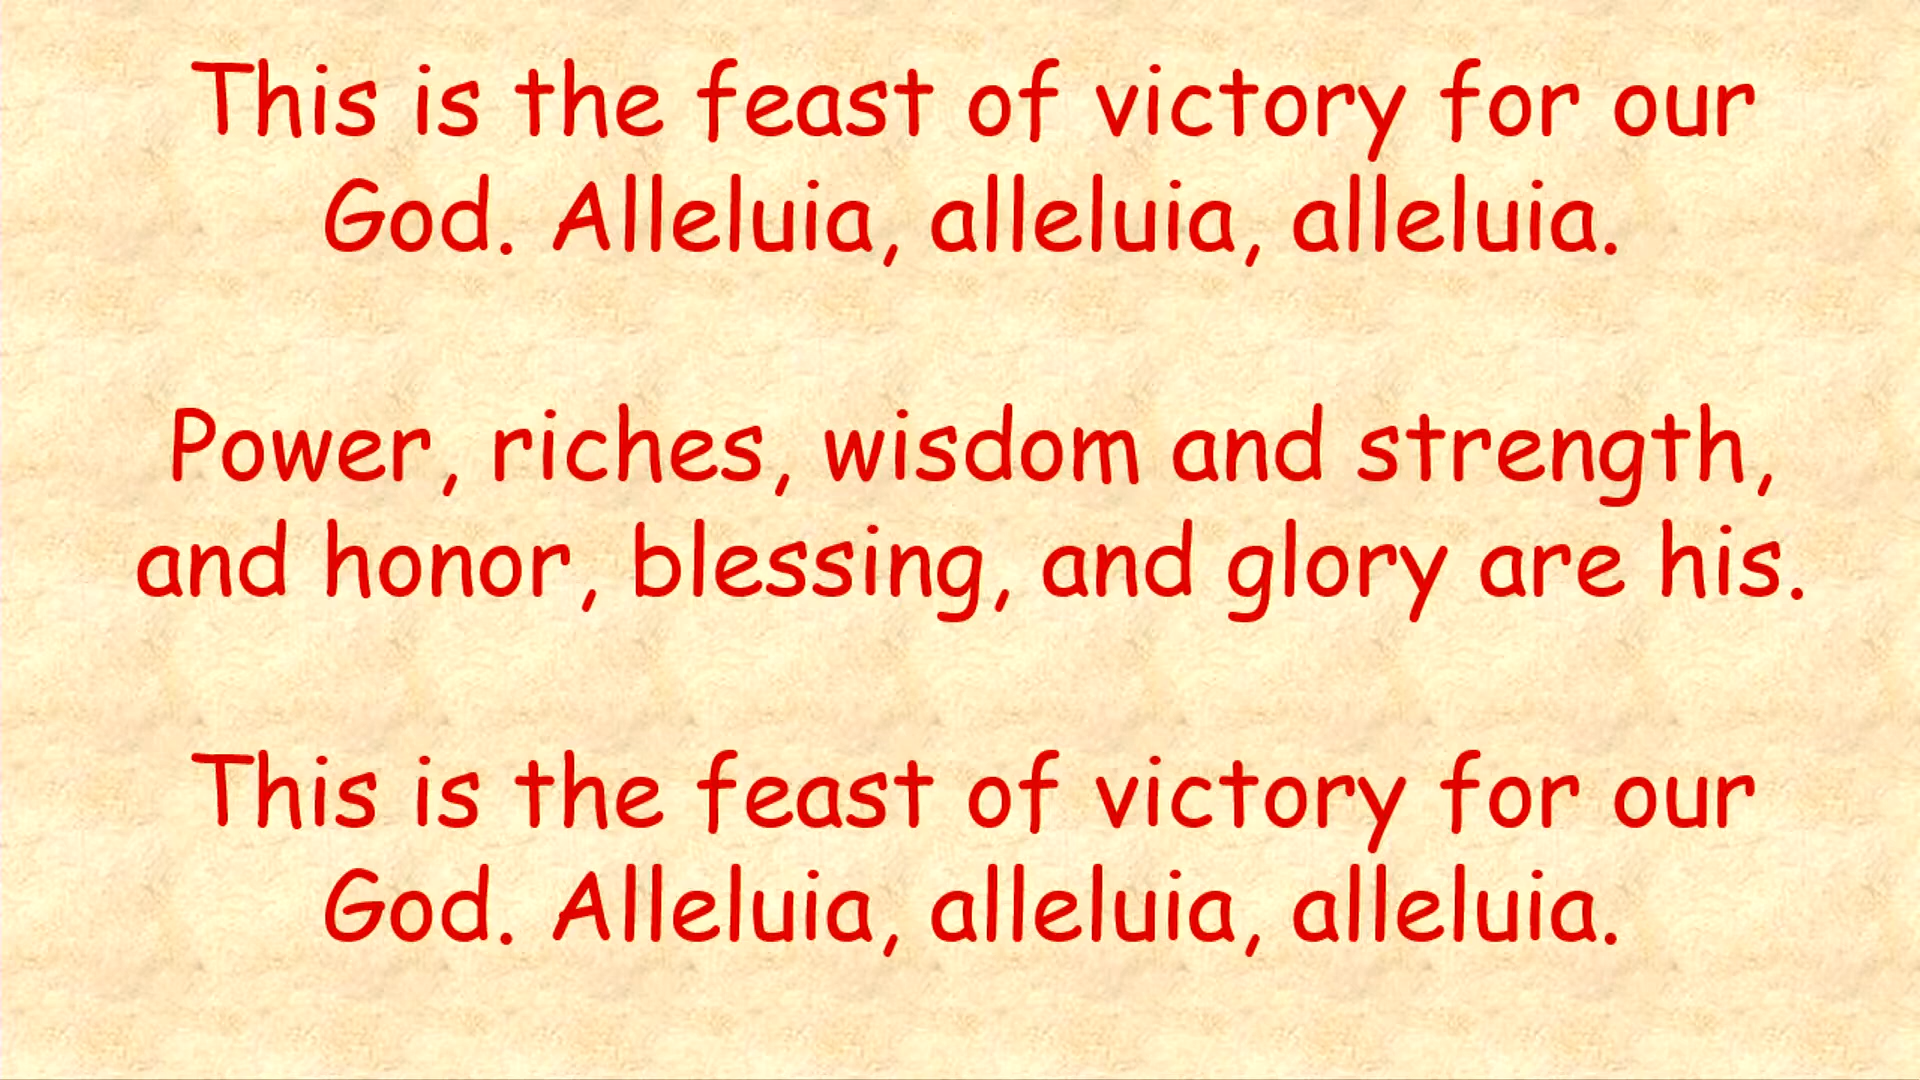 This is the feast of victory for our
God. Alleluia, alleluia, alleluia.
Power, riches, wisdom and strength,
and honor, blessing, and glory are his.
This is the feast of victory for our
God. Alleluia, alleluia, alleluia.